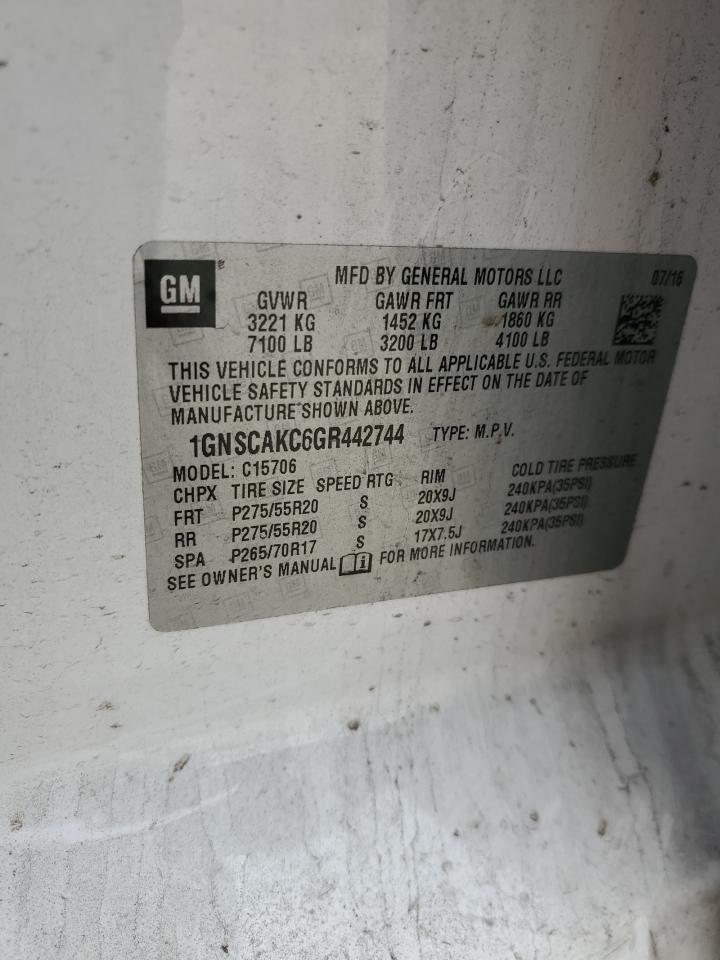 GM
MFD BY GENERAL MOTORS LLC 07/16
GVWR GAWR FRT GAWR RR
3221 KG 1452 KG 1860 KG
7100 LB 3200 LB 4100 LB
THIS VEHICLE CONFORMS TO ALL APPLICABLE U.S. FEDERAL MOTOR
VEHICLE SAFETY STANDARDS IN EFFECT ON THE DATE OF
MANUFACTURE SHOWN ABOVE.
1GNSCAKC6GR442744 TYPE: M.P.V.
MODEL: C15706
CHPX TIRE SIZE SPEED RTG RIM COLD TIRE PRESSURE
FRT P275/55R20 S 20X9J 240KPA(35PSI)
RR P275/55R20 S 20X9J 240KPA(35PSI)
SPA P265/70R17 S 17X7.5J 240KPA(35PSI)
SEE OWNER'S MANUAL FOR MORE INFORMATION.